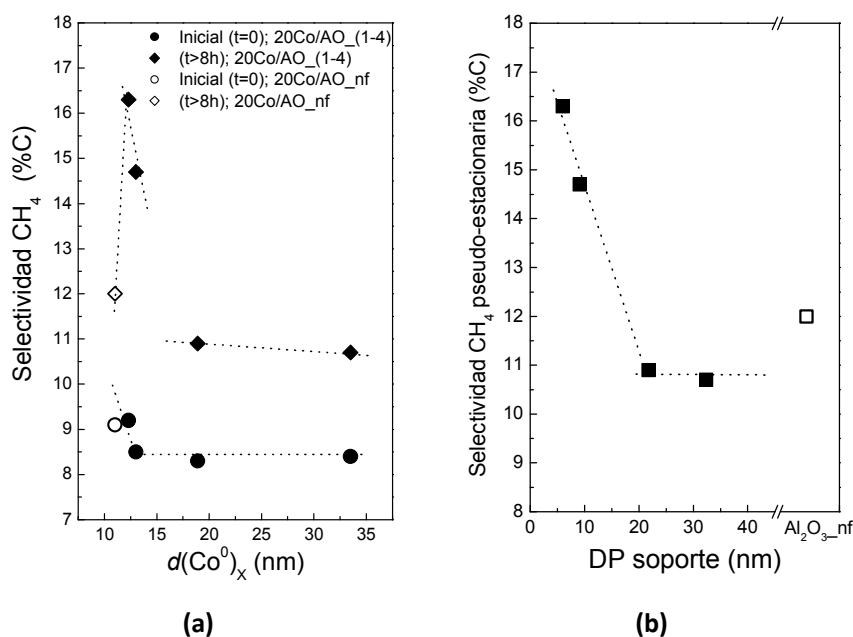 Inicial (t=0); 20Co/AO_(1-4)
(t>8h); 20Co/AO_(1-4)
Inicial (t=0); 20Co/AO_nf
(t>8h); 20Co/AO_nf
18
17
16
15
14
13
12
11
10
9
8
7
Selectividad CH₄ (%C)
10 15 20 25 30 35
d(Co⁰)ₓ (nm)
(a)
18
17
16
15
14
13
12
11
10
9
8
Selectividad CH₄ pseudo-estacionaria (%C)
0 10 20 30 40 Al₂O₃_nf
DP soporte (nm)
(b)